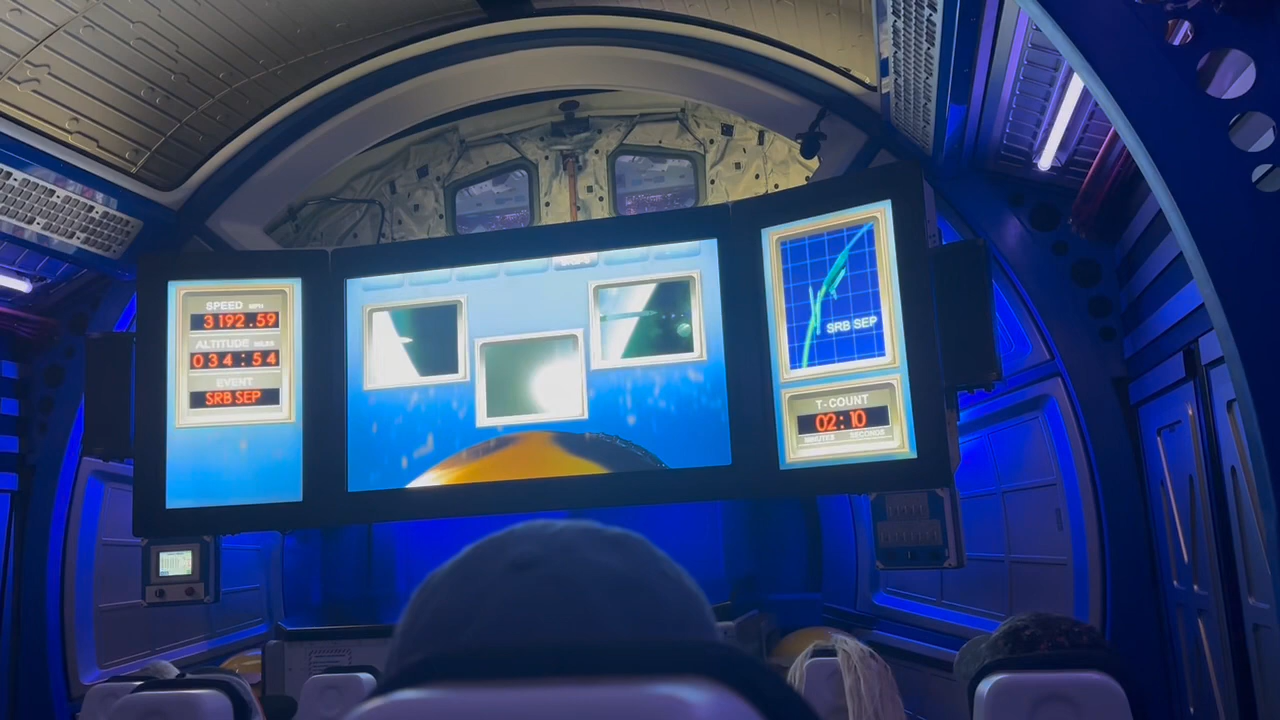 SPEED MPH
3192.59
ALTITUDE MILES
034:54
EVENT
SRB SEP
SRB SEP
T-COUNT
02:10
MINUTES SECONDS